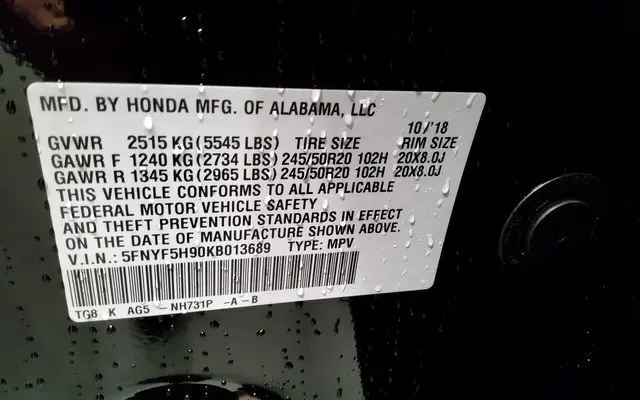 MFD. BY HONDA MFG. OF ALABAMA, LLC
10/'18
GVWR 2515 KG (5545 LBS) TIRE SIZE RIM SIZE
GAWR F 1240 KG (2734 LBS) 245/50R20 102H 20X8.0J
GAWR R 1345 KG (2965 LBS) 245/50R20 102H 20X8.0J
THIS VEHICLE CONFORMS TO ALL APPLICABLE
FEDERAL MOTOR VEHICLE SAFETY
AND THEFT PREVENTION STANDARDS IN EFFECT
ON THE DATE OF MANUFACTURE SHOWN ABOVE.
V.I.N.: 5FNYF5H90KB013689 TYPE: MPV
TG8 K AG5 - NH731P -A-B